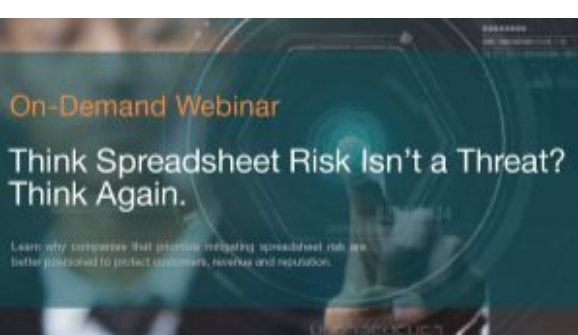 On-Demand Webinar
Think Spreadsheet Risk Isn't a Threat?
Think Again.
Learn why companies that prioritize mitigating spreadsheet risk are
better positioned to protect customers, revenue and reputation.